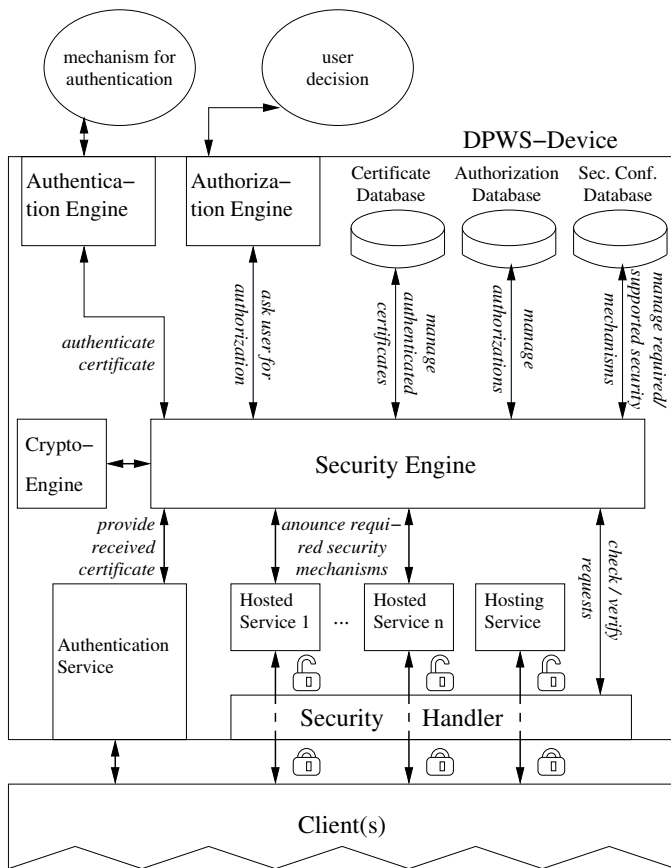 mechanism for
authentication
user
decision
DPWS-Device
Authentica-
tion Engine
Authoriza-
tion Engine
Certificate
Database
Authorization
Database
Sec. Conf.
Database
authenticate
certificate
ask user for
authorization
manage
authenticated
certificates
manage
authorizations
manage required/
supported security
mechanisms
Crypto-
Engine
Security Engine
provide
received
certificate
anounce requi-
red security
mechanisms
check / verify
requests
Authentication
Service
Hosted
Service 1
...
Hosted
Service n
Hosting
Service
Security Handler
Client(s)